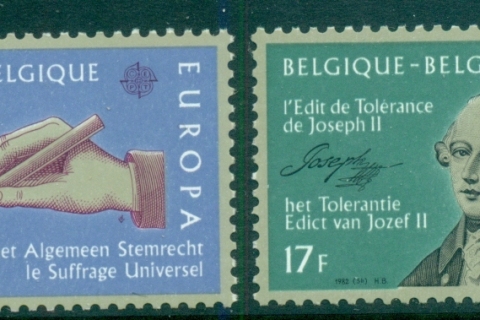 ELGIQUE
EUROPA
et Algemeen Stemrecht
le Suffrage Universel
BELGIQUE-BELG
l'Edit de Tolérance
de Joseph II
Joseph
het Tolerantie
Edict van Jozef II
17F